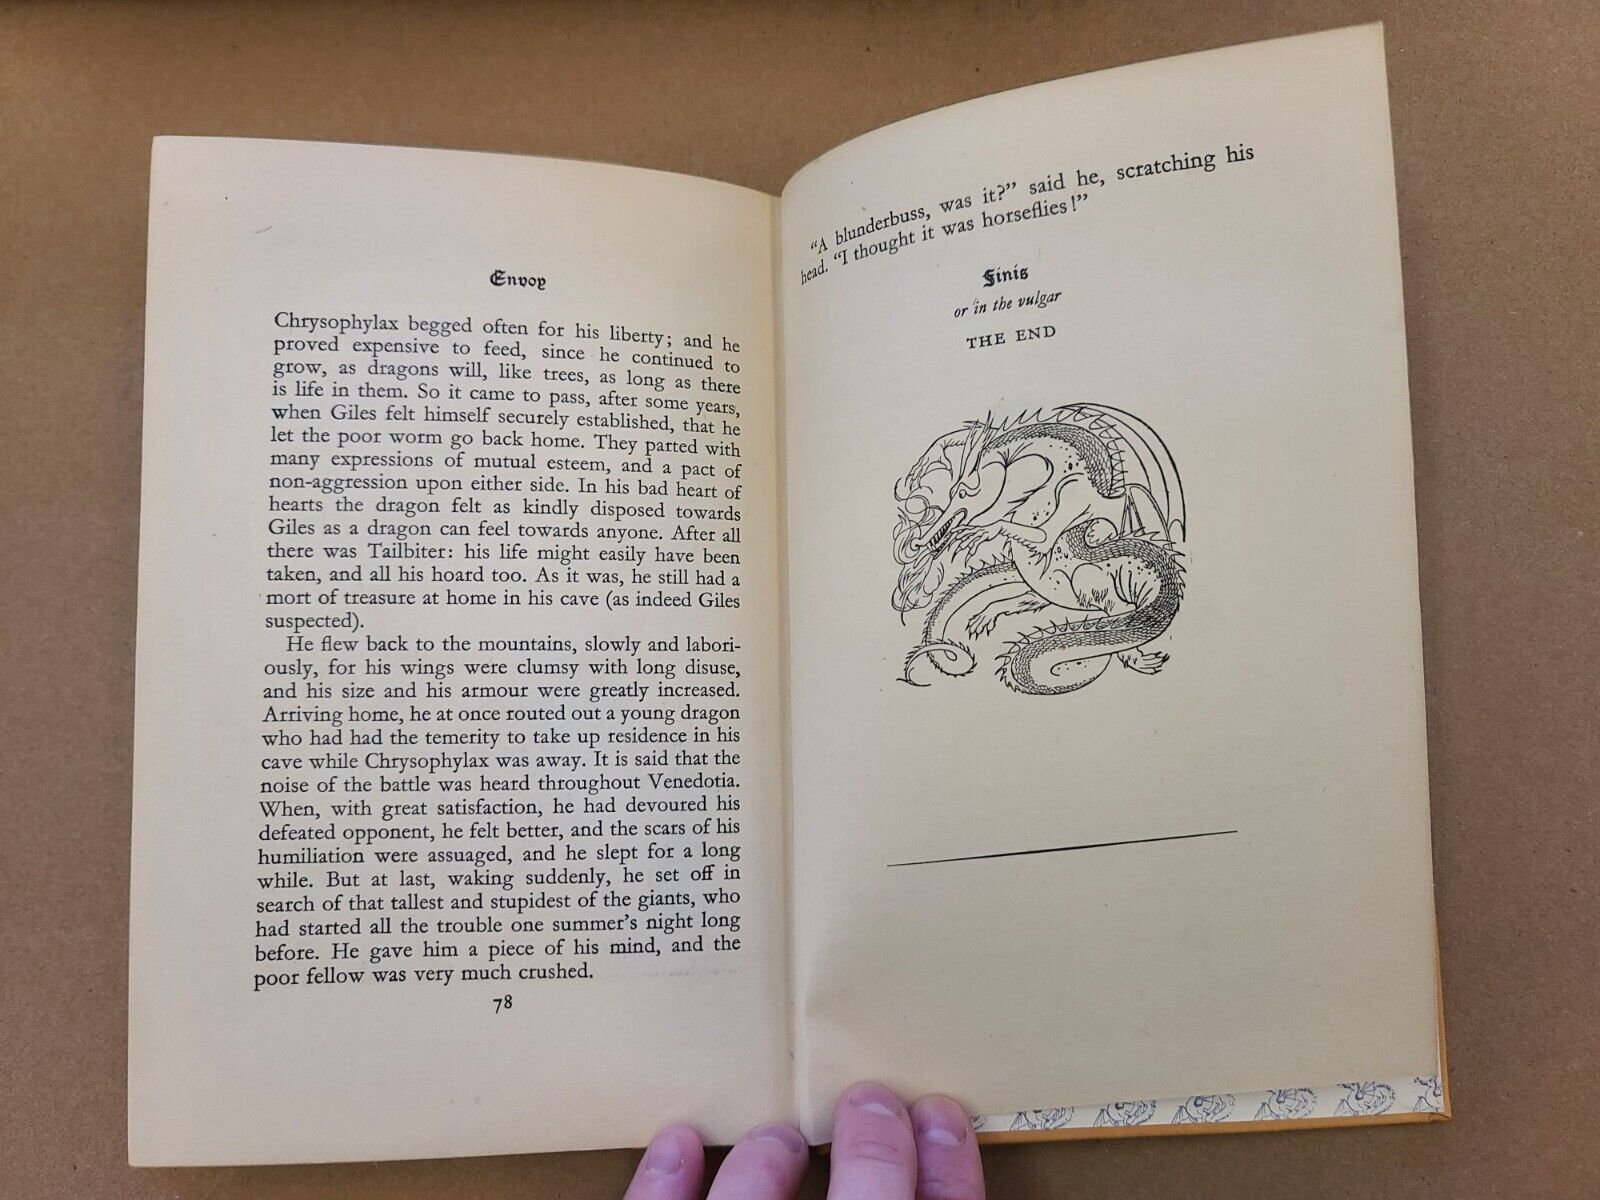 Envoy
Chrysophylax begged often for his liberty; and he
proved expensive to feed, since he continued to
grow, as dragons will, like trees, as long as there
is life in them. So it came to pass, after some years,
when Giles felt himself securely established, that he
let the poor worm go back home. They parted with
many expressions of mutual esteem, and a pact of
non-aggression upon either side. In his bad heart of
hearts the dragon felt as kindly disposed towards
Giles as a dragon can feel towards anyone. After all
there was Tailbiter: his life might easily have been
taken, and all his hoard too. As it was, he still had a
mort of treasure at home in his cave (as indeed Giles
suspected).
He flew back to the mountains, slowly and labori-
ously, for his wings were clumsy with long disuse,
and his size and his armour were greatly increased.
Arriving home, he at once routed out a young dragon
who had had the temerity to take up residence in his
cave while Chrysophylax was away. It is said that the
noise of the battle was heard throughout Venedotia.
When, with great satisfaction, he had devoured his
defeated opponent, he felt better, and the scars of his
humiliation were assuaged, and he slept for a long
while. But at last, waking suddenly, he set off in
search of that tallest and stupidest of the giants, who
had started all the trouble one summer's night long
before. He gave him a piece of his mind, and the
poor fellow was very much crushed.
78
“A blunderbuss, was it?” said he, scratching his
head. “I thought it was horseflies!”
Finis
or in the vulgar
THE END